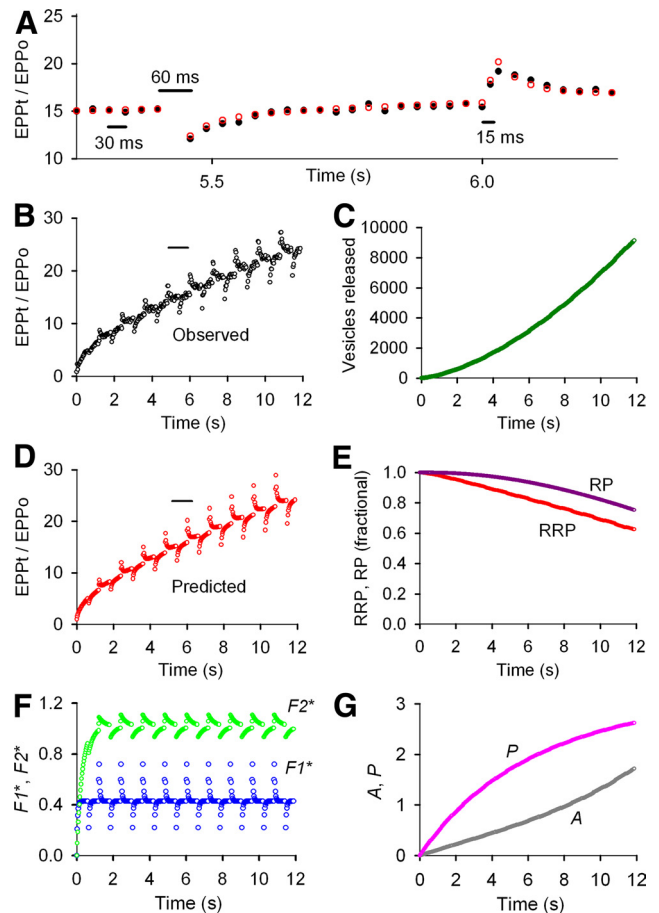 A
EPPt / EPPo
25
20
15
10
60 ms
30 ms
15 ms
5.5
Time (s)
6.0
B
EPPt / EPPo
30
20
10
0
Observed
0 2 4 6 8 10 12
Time (s)
C
Vesicles released
10000
8000
6000
4000
2000
0
0 2 4 6 8 10 12
Time (s)
D
EPPt / EPPo
30
20
10
0
Predicted
0 2 4 6 8 10 12
Time (s)
E
RRP, RP (fractional)
1.0
0.8
0.6
0.4
0.2
0.0
RP
RRP
0 2 4 6 8 10 12
Time (s)
F
F1*, F2*
1.2
0.8
0.4
0.0
F2*
F1*
0 2 4 6 8 10 12
Time (s)
G
A, P
3
2
1
0
P
A
0 2 4 6 8 10 12
Time (s)